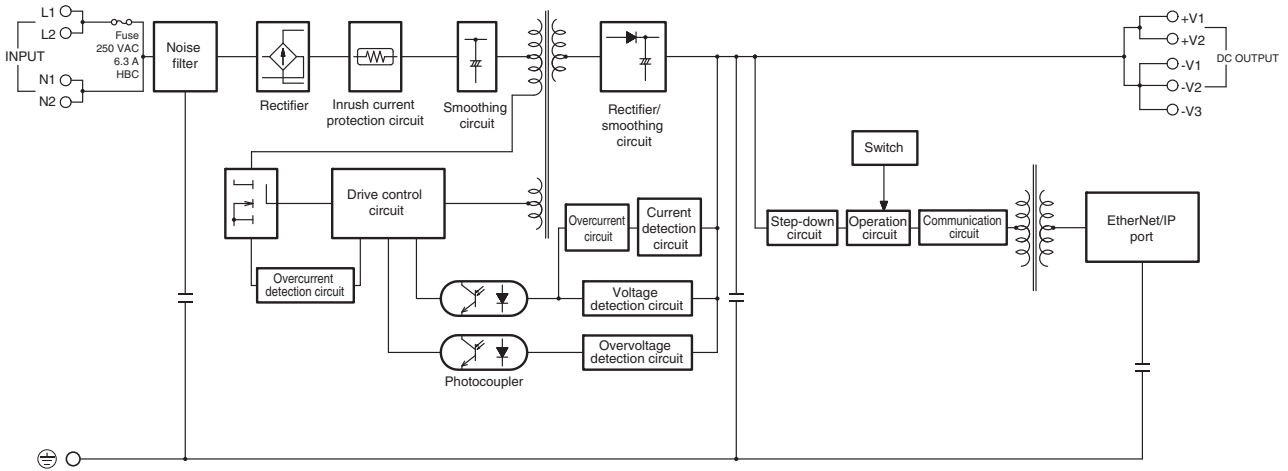 L1
L2
INPUT
N1
N2
Fuse
250 VAC
6.3 A
HBC
Noise
filter
Rectifier
Inrush current
protection circuit
Smoothing
circuit
Rectifier/
smoothing
circuit
+V1
+V2
-V1
-V2
-V3
DC OUTPUT
Drive control
circuit
Overcurrent
detection circuit
Overcurrent
circuit
Current
detection
circuit
Voltage
detection circuit
Overvoltage
detection circuit
Photocoupler
Switch
Step-down
circuit
Operation
circuit
Communication
circuit
EtherNet/IP
port